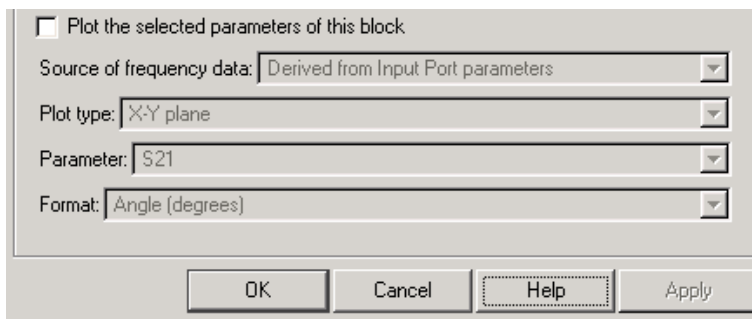 Plot the selected parameters of this block
Source of frequency data: Derived from Input Port parameters
Plot type: X-Y plane
Parameter: S21
Format: Angle (degrees)
OK Cancel Help Apply